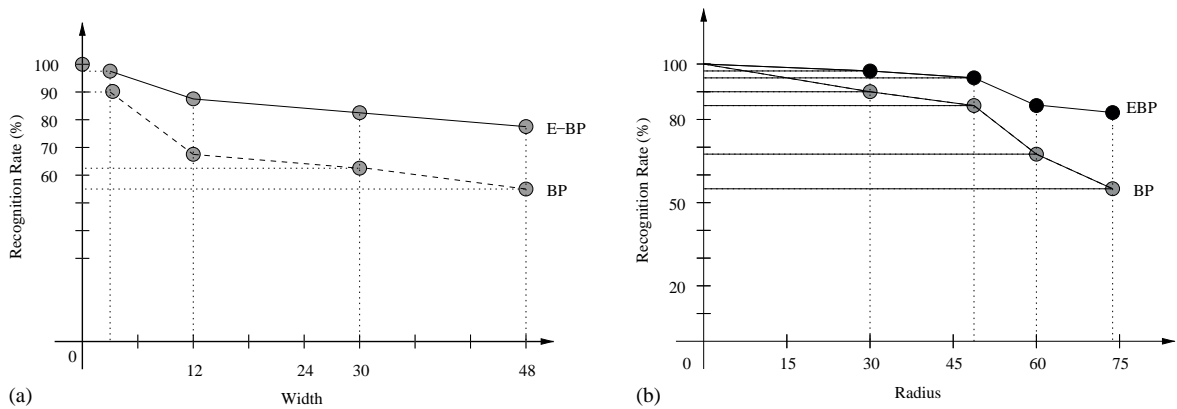 Recognition Rate (%)
100
90
80
70
60
0
12
24
30
48
Width
E−BP
BP
(a)
Recognition Rate (%)
100
80
50
20
0
15
30
45
60
75
Radius
EBP
BP
(b)